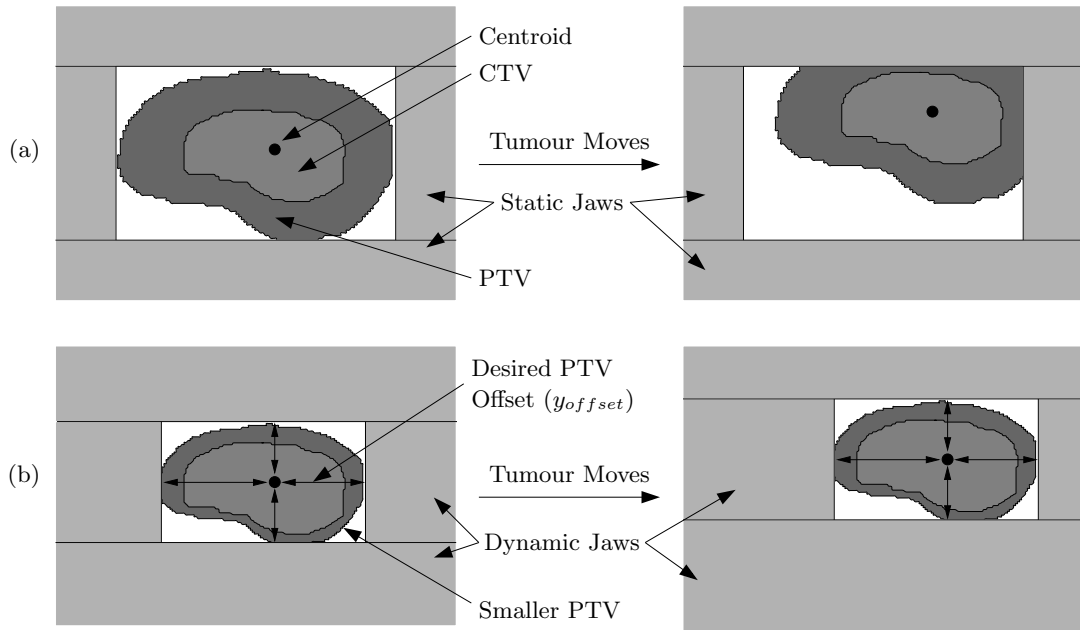 Centroid
CTV
(a)
Tumour Moves
Static Jaws
PTV
Desired PTV
Offset (y_offset)
(b)
Tumour Moves
Dynamic Jaws
Smaller PTV